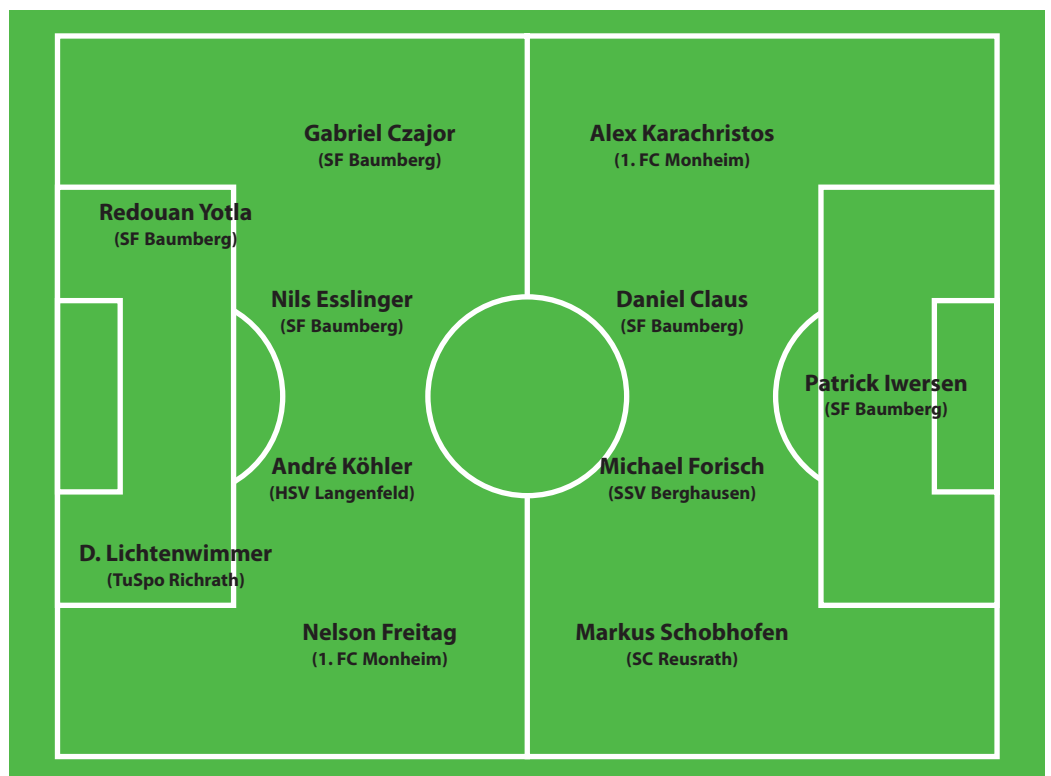 Gabriel Czajor
(SF Baumberg)
Alex Karachristos
(1. FC Monheim)
Redouan Yotla
(SF Baumberg)
Nils Esslinger
(SF Baumberg)
Daniel Claus
(SF Baumberg)
Patrick Iwersen
(SF Baumberg)
André Köhler
(HSV Langenfeld)
Michael Forisch
(SSV Berghausen)
D. Lichtenwimmer
(TuSpo Richrath)
Nelson Freitag
(1. FC Monheim)
Markus Schobhofen
(SC Reusrath)